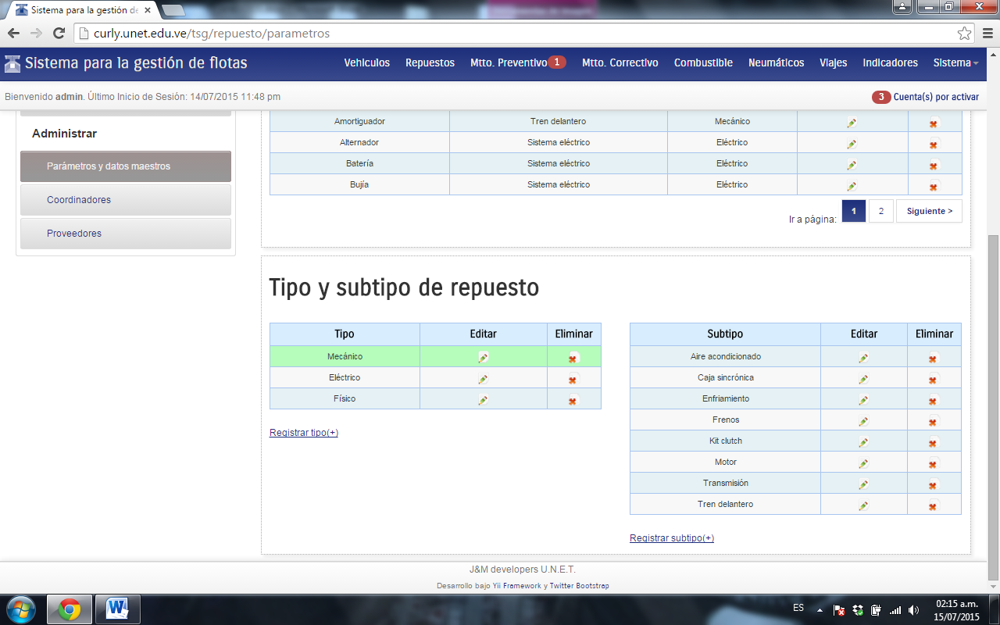 Sistema para la gestión de
curly.unet.edu.ve/tsg/repuesto/parametros
Sistema para la gestión de flotas
Vehiculos Repuestos Mtto. Preventivo 1 Mtto. Correctivo Combustible Neumáticos Viajes Indicadores Sistema
Bienvenido admin. Último Inicio de Sesión: 14/07/2015 11:48 pm
3 Cuenta(s) por activar
Administrar
Parámetros y datos maestros
Coordinadores
Proveedores
Amortiguador Tren delantero Mecánico
Alternador Sistema eléctrico Eléctrico
Batería Sistema eléctrico Eléctrico
Bujía Sistema eléctrico Eléctrico
Ir a página: 1 2 Siguiente >
Tipo y subtipo de repuesto
Tipo Editar Eliminar
Mecánico
Eléctrico
Físico
Registrar tipo(+)
Subtipo Editar Eliminar
Aire acondicionado
Caja sincrónica
Enfriamiento
Frenos
Kit clutch
Motor
Transmisión
Tren delantero
Registrar subtipo(+)
J&M developers U.N.E.T.
Desarrollo bajo Yii Framework y Twitter Bootstrap
ES
02:15 a.m.
15/07/2015